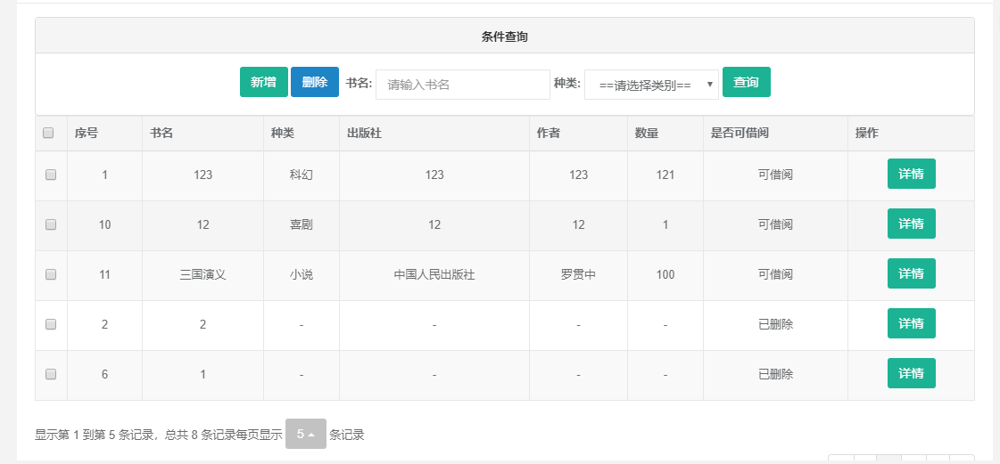 条件查询
新增 删除 书名: 请输入书名 种类: ==请选择类别== 查询
序号 书名 种类 出版社 作者 数量 是否可借阅 操作
1 123 科幻 123 123 121 可借阅 详情
10 12 喜剧 12 12 1 可借阅 详情
11 三国演义 小说 中国人民出版社 罗贯中 100 可借阅 详情
2 2 - - - - 已删除 详情
6 1 - - - - 已删除 详情
显示第 1 到第 5 条记录，总共 8 条记录每页显示 5 条记录